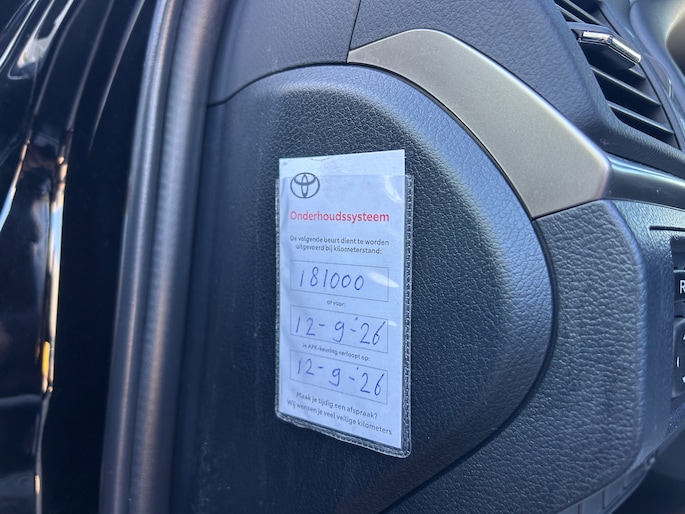 Onderhoudssysteem
De volgende beurt dient te worden
uitgevoerd bij kilometerstand:
181000
of voor:
12-9-'26
Je APK-keuring verloopt op:
12-9-'26
Maak je tijdig een afspraak?
Wij wensen je veel veilige kilometers
R